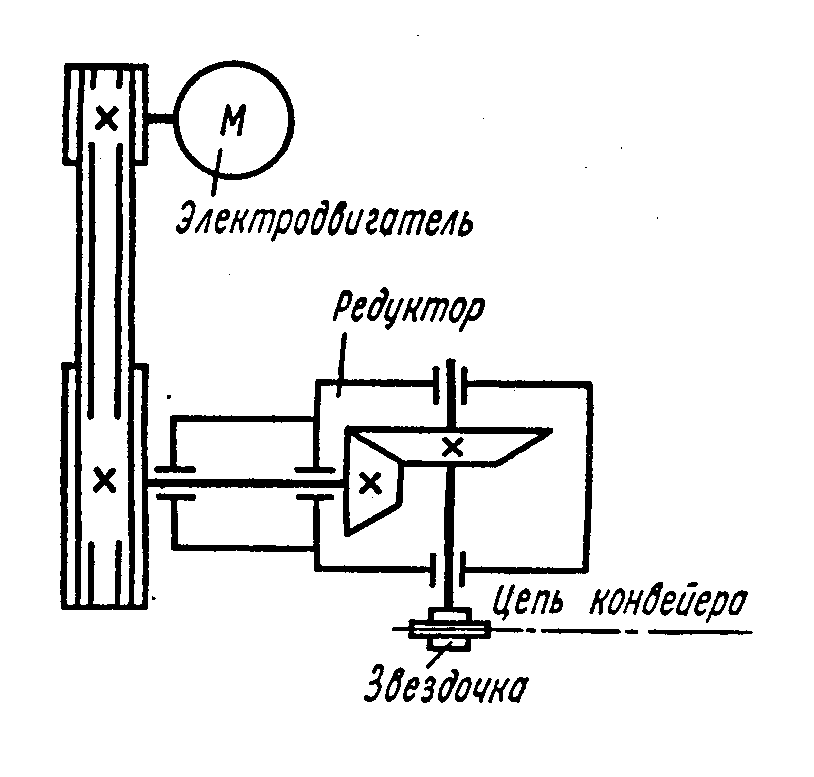 М
Электродвигатель
Редуктор
Цепь конвейера
Звездочка